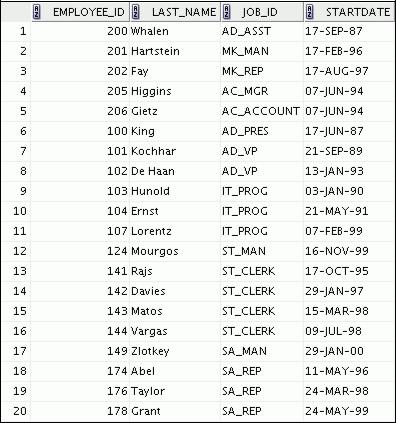 EMPLOYEE_ID LAST_NAME JOB_ID STARTDATE
1 200 Whalen AD_ASST 17-SEP-87
2 201 Hartstein MK_MAN 17-FEB-96
3 202 Fay MK_REP 17-AUG-97
4 205 Higgins AC_MGR 07-JUN-94
5 206 Gietz AC_ACCOUNT 07-JUN-94
6 100 King AD_PRES 17-JUN-87
7 101 Kochhar AD_VP 21-SEP-89
8 102 De Haan AD_VP 13-JAN-93
9 103 Hunold IT_PROG 03-JAN-90
10 104 Ernst IT_PROG 21-MAY-91
11 107 Lorentz IT_PROG 07-FEB-99
12 124 Mourgos ST_MAN 16-NOV-99
13 141 Rajs ST_CLERK 17-OCT-95
14 142 Davies ST_CLERK 29-JAN-97
15 143 Matos ST_CLERK 15-MAR-98
16 144 Vargas ST_CLERK 09-JUL-98
17 149 Zlotkey SA_MAN 29-JAN-00
18 174 Abel SA_REP 11-MAY-96
19 176 Taylor SA_REP 24-MAR-98
20 178 Grant SA_REP 24-MAY-99